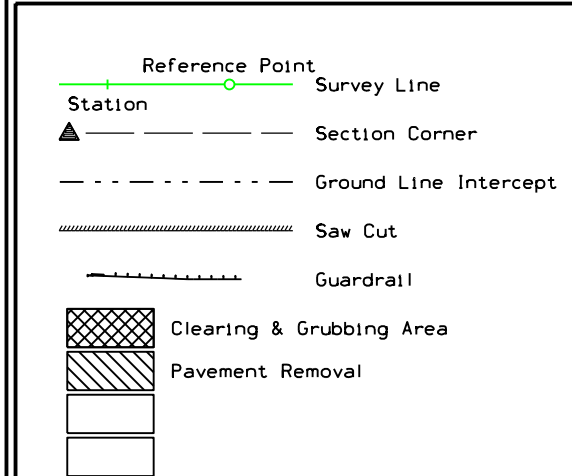 Reference Point
Survey Line
Station
Section Corner
Ground Line Intercept
Saw Cut
Guardrail
Clearing & Grubbing Area
Pavement Removal